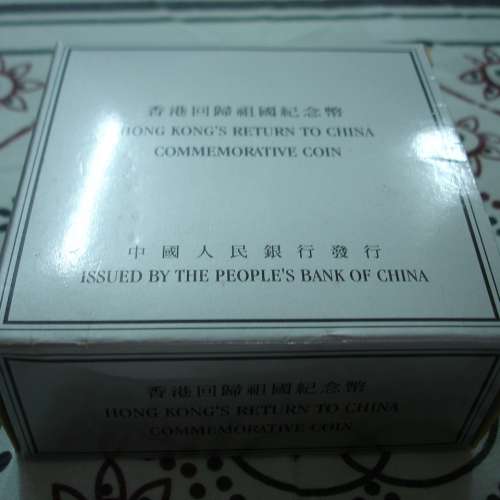 香港回歸祖國紀念幣
HONG KONG'S RETURN TO CHINA
COMMEMORATIVE COIN
中國人民銀行發行
ISSUED BY THE PEOPLE'S BANK OF CHINA
香港回歸祖國紀念幣
HONG KONG'S RETURN TO CHINA
COMMEMORATIVE COIN